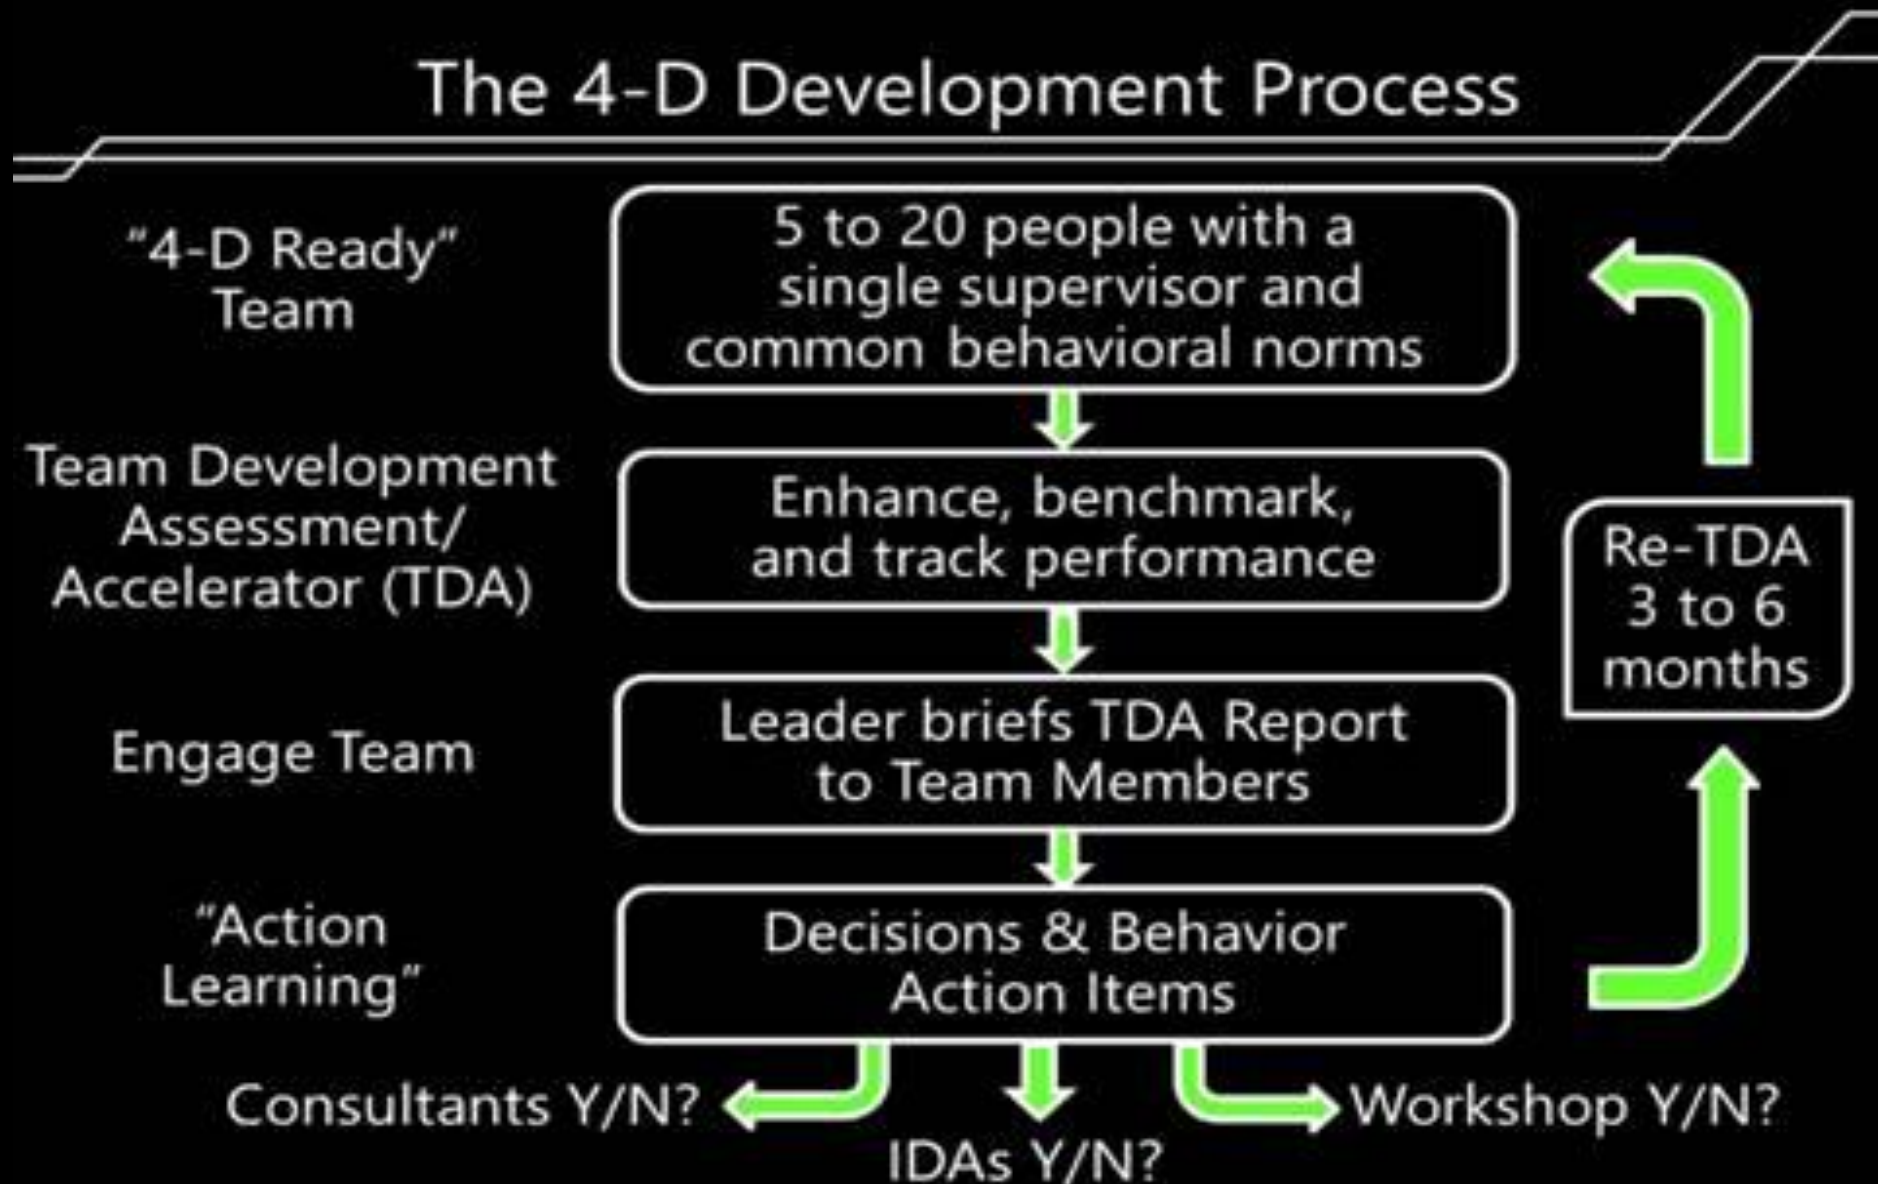 The 4-D Development Process
"4-D Ready"
Team
5 to 20 people with a
single supervisor and
common behavioral norms
Team Development
Assessment/
Accelerator (TDA)
Enhance, benchmark,
and track performance
Re-TDA
3 to 6
months
Engage Team
Leader briefs TDA Report
to Team Members
"Action
Learning"
Decisions & Behavior
Action Items
Consultants Y/N?
IDAs Y/N?
Workshop Y/N?